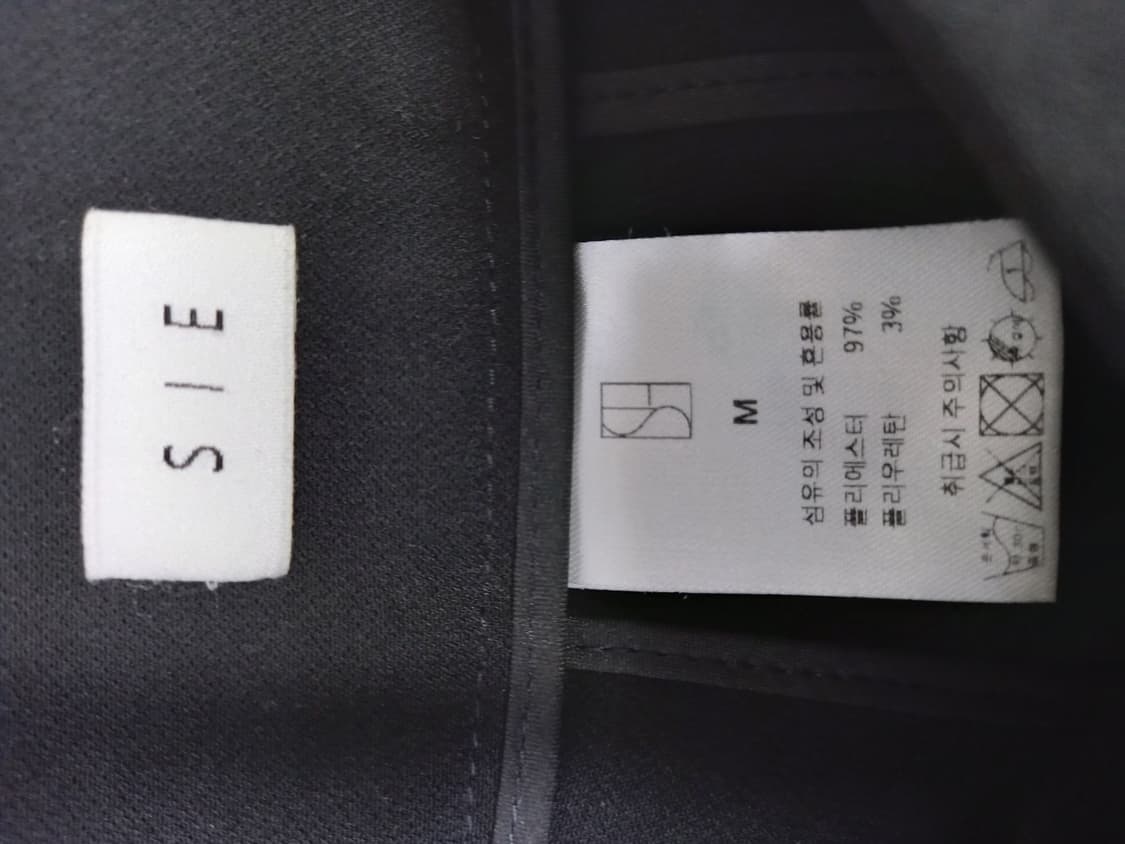 S I E
M
섬유의 조성 및 혼용률
폴리에스터 97%
폴리우레탄 3%
취급시 주의사항